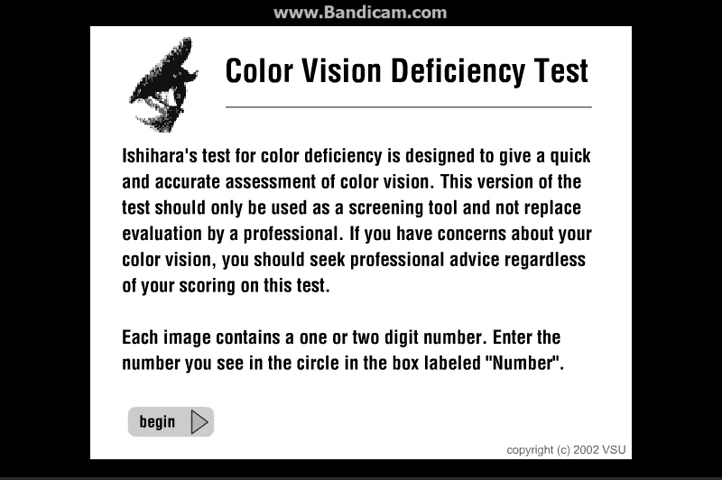 www.Bandicam.com
Color Vision Deficiency Test
Ishihara's test for color deficiency is designed to give a quick
and accurate assessment of color vision. This version of the
test should only be used as a screening tool and not replace
evaluation by a professional. If you have concerns about your
color vision, you should seek professional advice regardless
of your scoring on this test.
Each image contains a one or two digit number. Enter the
number you see in the circle in the box labeled "Number".
begin
copyright (c) 2002 VSU